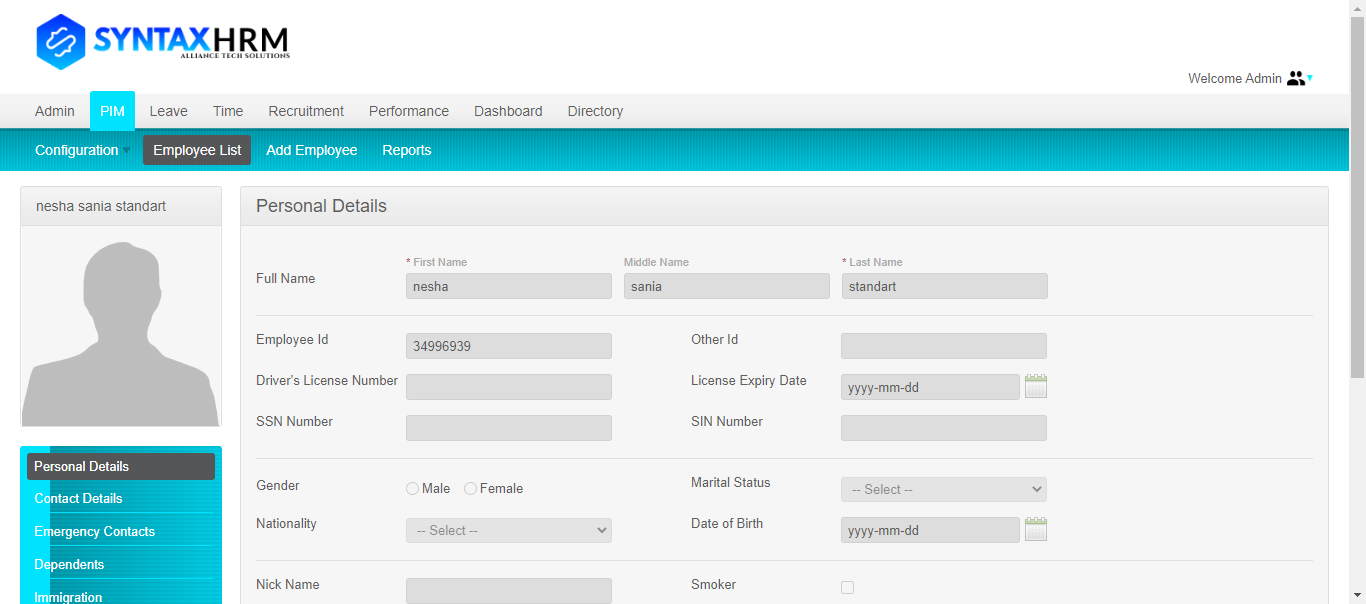 SYNTAXHRM
ALLIANCE TECH SOLUTIONS
Welcome Admin
Admin PIM Leave Time Recruitment Performance Dashboard Directory
Configuration Employee List Add Employee Reports
nesha sania standart
Personal Details
* First Name Middle Name * Last Name
Full Name nesha sania standart
Employee Id 34996939 Other Id
Driver's License Number License Expiry Date yyyy-mm-dd
SSN Number SIN Number
Gender Male Female Marital Status -- Select --
Nationality -- Select -- Date of Birth yyyy-mm-dd
Nick Name Smoker
Personal Details
Contact Details
Emergency Contacts
Dependents
Immigration